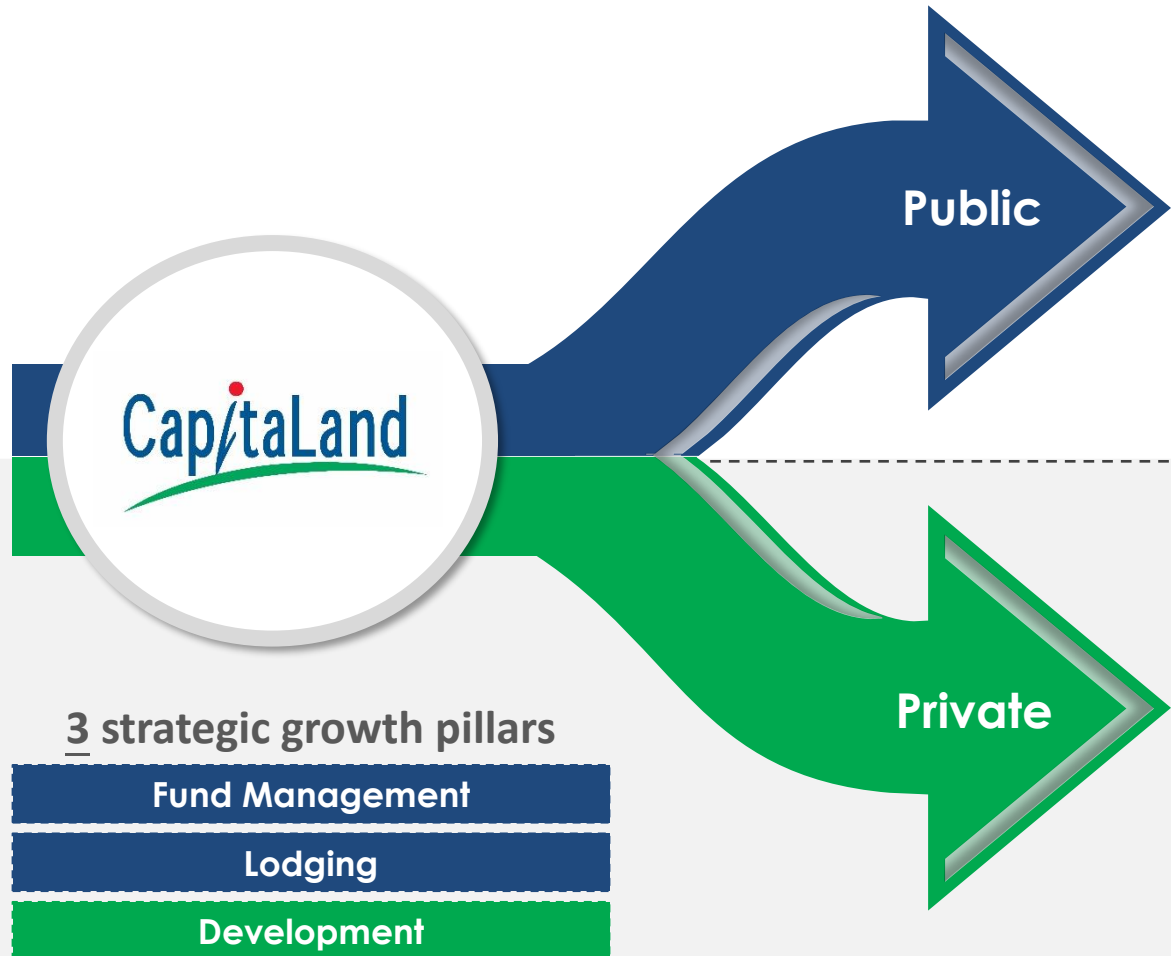 Public
CapitaLand
Private
3 strategic growth pillars
Fund Management
Lodging
Development